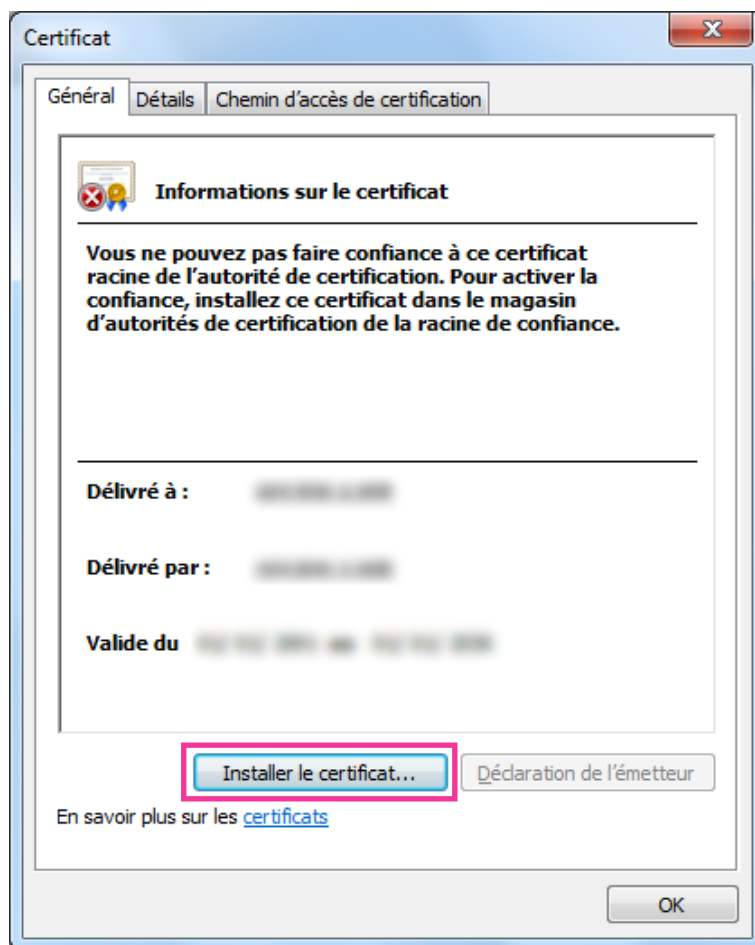 Certificat
Général
Détails
Chemin d’accès de certification
Informations sur le certificat
Vous ne pouvez pas faire confiance à ce certificat
racine de l’autorité de certification. Pour activer la
confiance, installez ce certificat dans le magasin
d’autorités de certification de la racine de confiance.
Délivré à :
Délivré par :
Valide du
Installer le certificat...
Déclaration de l’émetteur
En savoir plus sur les certificats
OK